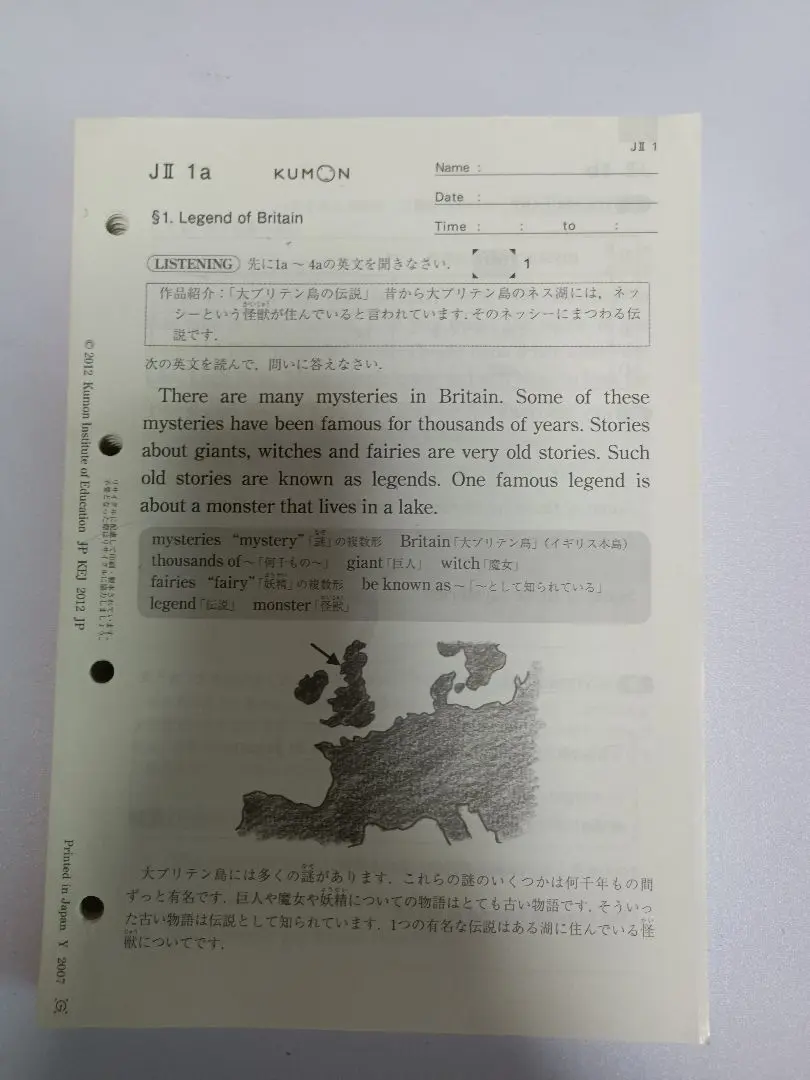 JⅡ 1
JⅡ 1a
KUMON
Name :
Date :
Time : : to :
§1. Legend of Britain
LISTENING 先に1a ～ 4aの英文を聞きなさい. 1
作品紹介：「大ブリテン島の伝説」 昔から大ブリテン島のネス湖には，ネッ
シーという怪獣が住んでいると言われています. そのネッシーにまつわる伝
説です.
次の英文を読んで，問いに答えなさい.
There are many mysteries in Britain. Some of these
mysteries have been famous for thousands of years. Stories
about giants, witches and fairies are very old stories. Such
old stories are known as legends. One famous legend is
about a monster that lives in a lake.
mysteries “mystery”「謎」の複数形 Britain「大ブリテン島」（イギリス本島）
thousands of～「何千もの～」 giant「巨人」 witch「魔女」
fairies “fairy”「妖精」の複数形 be known as～「～として知られている」
legend「伝説」 monster「怪獣」
大ブリテン島には多くの謎があります. これらの謎のいくつかは何千年もの間
ずっと有名です. 巨人や魔女や妖精についての物語はとても古い物語です. そういっ
た古い物語は伝説として知られています. 1つの有名な伝説はある湖に住んでいる怪
獣についてです.
© 2012 Kumon Institute of Education JP KEJ 2012 JP
Printed in Japan Y 2007